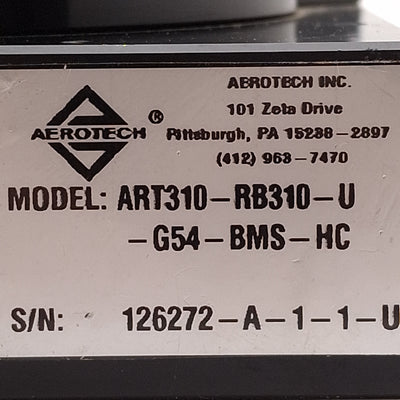 AEROTECH INC.
101 Zeta Drive
AEROTECH® Pittsburgh, PA 15238-2897
(412) 963-7470
MODEL: ART310-RB310-U
-G54-BMS-HC
S/N: 126272-A-1-1-U